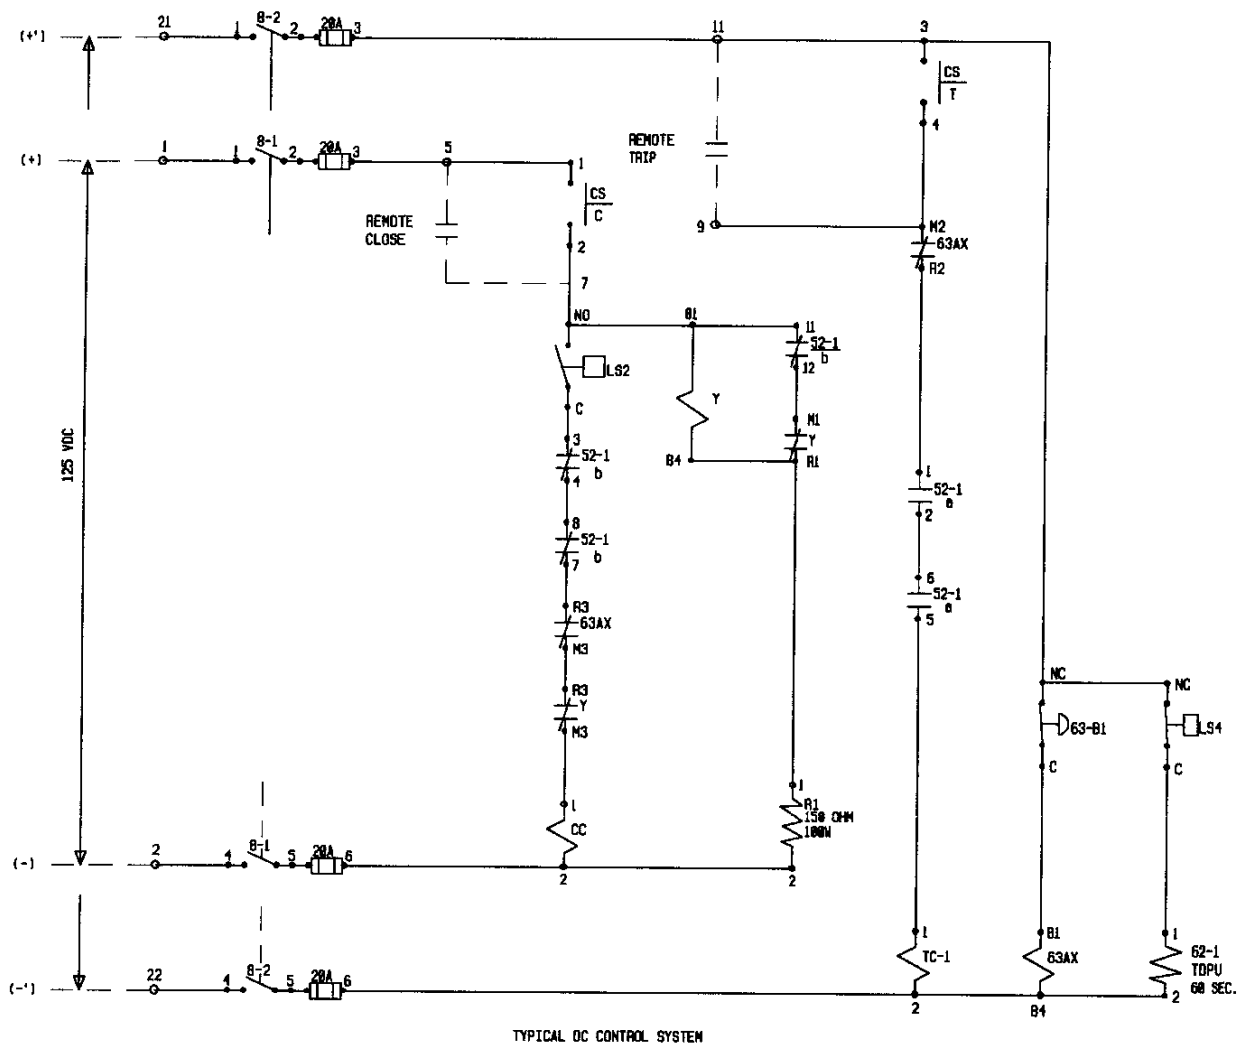 (+')
21
1
8-2
2
20A
3
11
3
CS
T
4
REMOTE
TRIP
(+)
1
1
8-1
2
20A
3
5
1
CS
C
REMOTE
CLOSE
2
7
9
M2
63AX
R2
NO
B1
11
52-1
b
12
LS2
C
Y
M1
Y
B4
R1
3
52-1
b
4
125 VDC
1
52-1
a
2
8
52-1
b
7
6
52-1
a
5
R3
63AX
M3
R3
Y
M3
NC
NC
63-B1
LS4
C
C
1
CC
2
1
R1
150 OHM
100W
2
(-)
2
4
8-1
5
20A
6
(-')
22
4
8-2
5
20A
6
1
TC-1
2
B1
63AX
B4
1
62-1
TDPU
60 SEC.
2
TYPICAL DC CONTROL SYSTEM